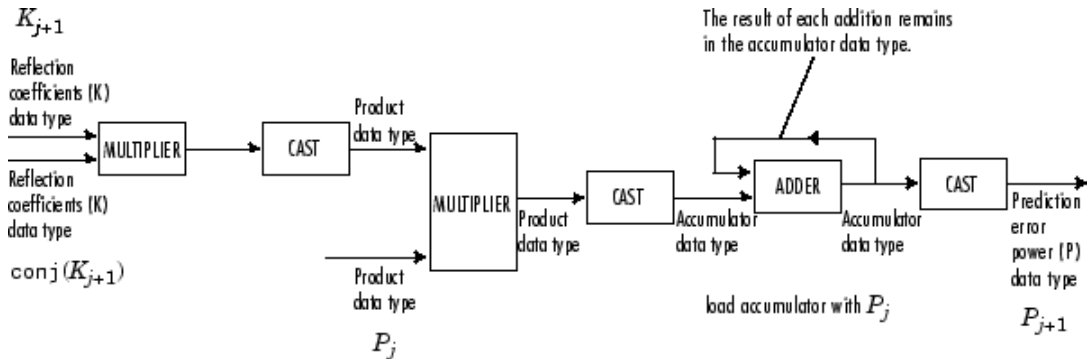 K_{j+1}
Reflection
coefficients (K)
data type
MULTIPLIER
Reflection
coefficients (K)
data type
conj(K_{j+1})
CAST
Product
data type
Product
data type
P_j
MULTIPLIER
Product
data type
CAST
Accumulator
data type
The result of each addition remains
in the accumulator data type.
ADDER
Accumulator
data type
load accumulator with P_j
CAST
Prediction
error
power (P)
data type
P_{j+1}